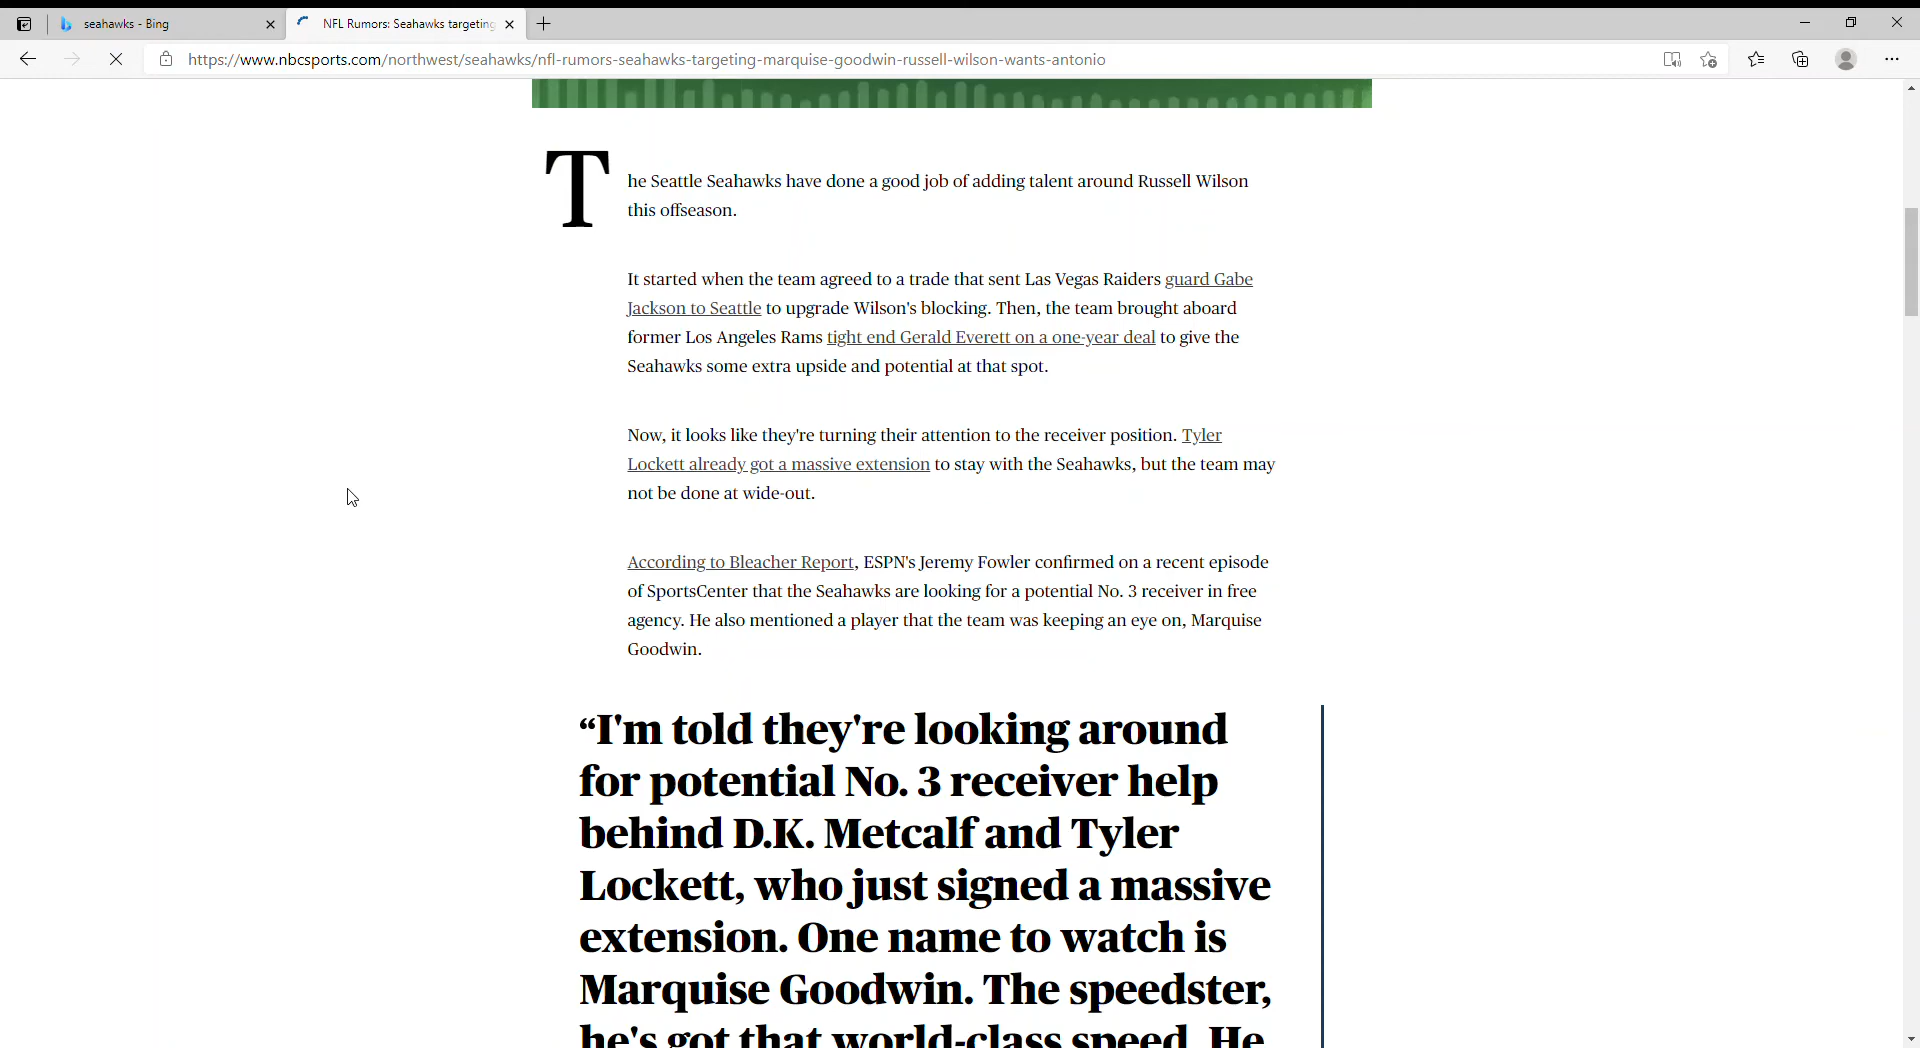 seahawks - Bing
NFL Rumors: Seahawks targeting
https://www.nbcsports.com/northwest/seahawks/nfl-rumors-seahawks-targeting-marquise-goodwin-russell-wilson-wants-antonio
The Seattle Seahawks have done a good job of adding talent around Russell Wilson
this offseason.
It started when the team agreed to a trade that sent Las Vegas Raiders guard Gabe
Jackson to Seattle to upgrade Wilson's blocking. Then, the team brought aboard
former Los Angeles Rams tight end Gerald Everett on a one-year deal to give the
Seahawks some extra upside and potential at that spot.
Now, it looks like they're turning their attention to the receiver position. Tyler
Lockett already got a massive extension to stay with the Seahawks, but the team may
not be done at wide-out.
According to Bleacher Report, ESPN's Jeremy Fowler confirmed on a recent episode
of SportsCenter that the Seahawks are looking for a potential No. 3 receiver in free
agency. He also mentioned a player that the team was keeping an eye on, Marquise
Goodwin.
“I'm told they're looking around
for potential No. 3 receiver help
behind D.K. Metcalf and Tyler
Lockett, who just signed a massive
extension. One name to watch is
Marquise Goodwin. The speedster,
he's got that world-class speed. He